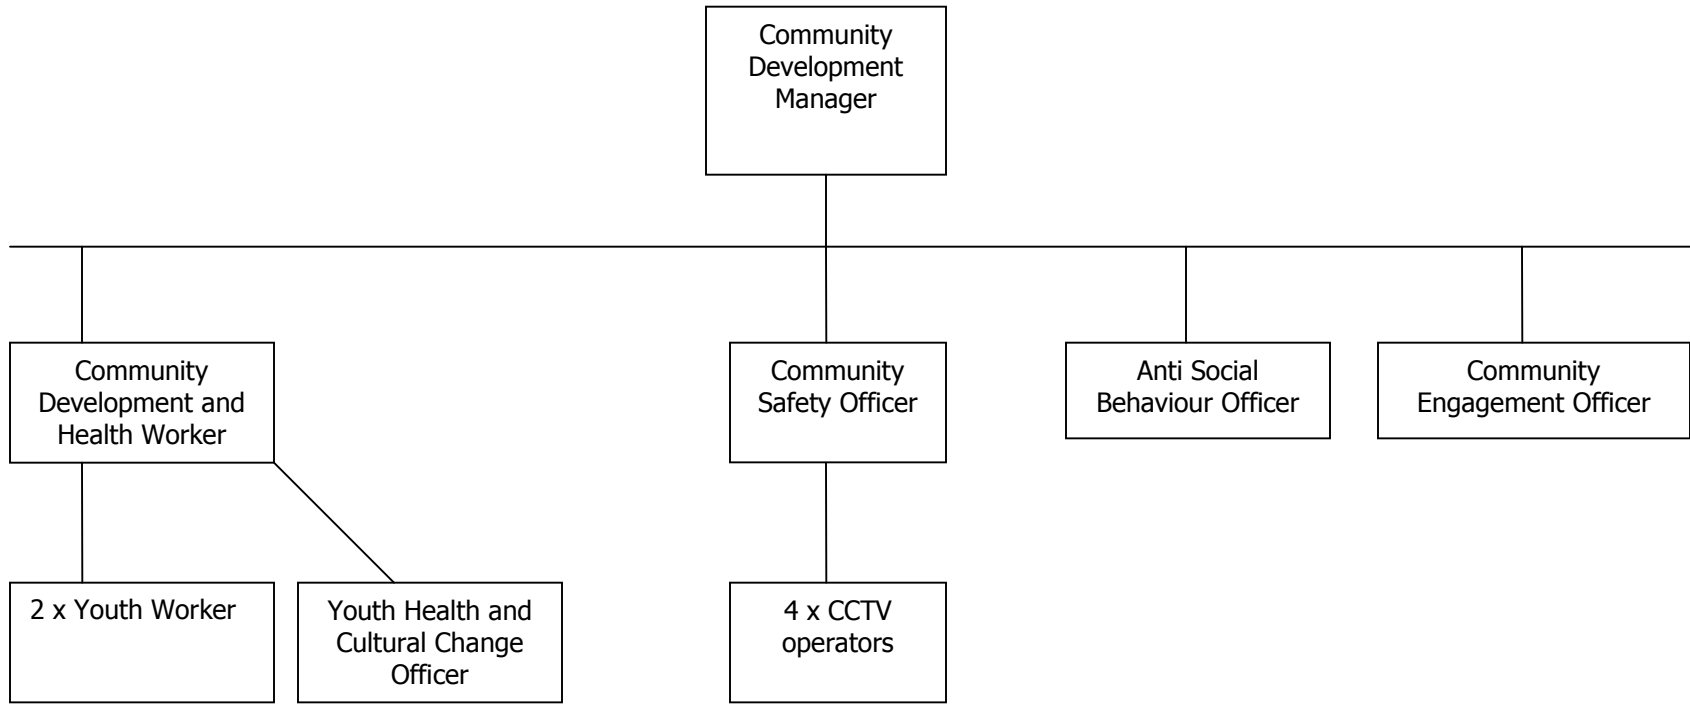 Community
Development
Manager
Community
Development and
Health Worker
Community
Safety Officer
Anti Social
Behaviour Officer
Community
Engagement Officer
2 x Youth Worker
Youth Health and
Cultural Change
Officer
4 x CCTV
operators